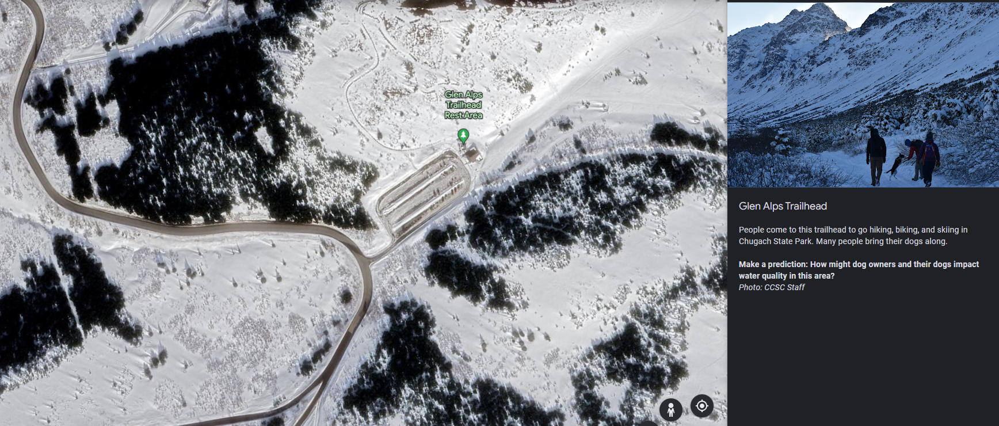 Glen Alps
Trailhead
Rest Area
Glen Alps Trailhead
People come to this trailhead to go hiking, biking, and skiing in
Chugach State Park. Many people bring their dogs along.
Make a prediction: How might dog owners and their dogs impact
water quality in this area?
Photo: CCSC Staff